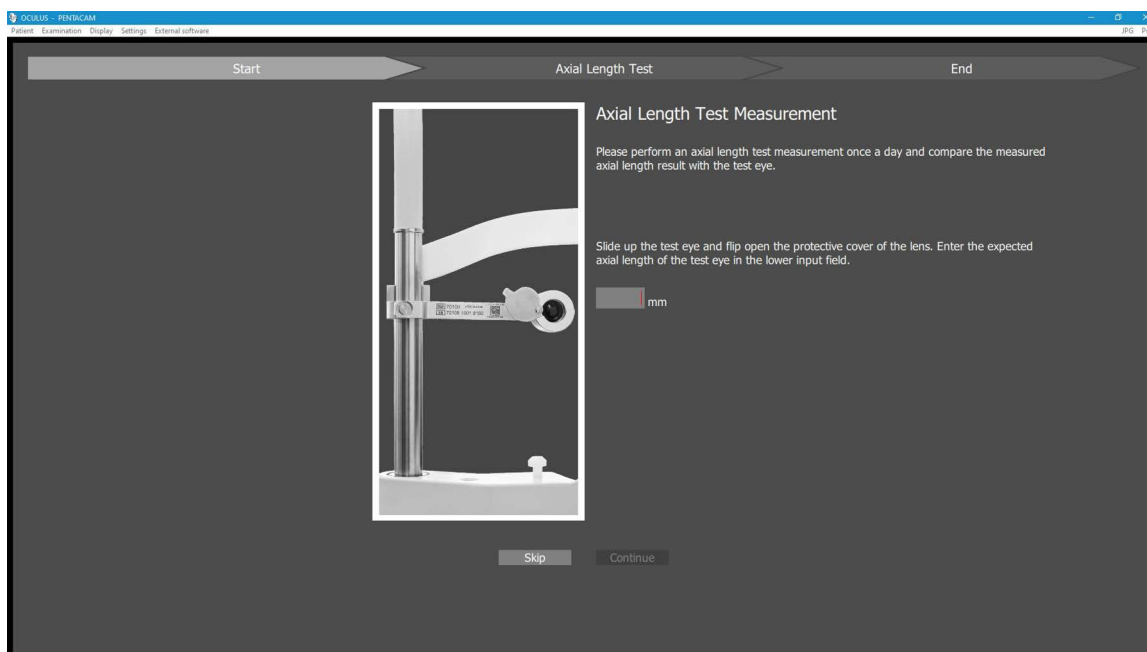 OCULUS - PENTACAM
Patient Examination Display Settings External software
JPG
Start
Axial Length Test
End
Axial Length Test Measurement
Please perform an axial length test measurement once a day and compare the measured
axial length result with the test eye.
Slide up the test eye and flip open the protective cover of the lens. Enter the expected
axial length of the test eye in the lower input field.
mm
Skip
Continue